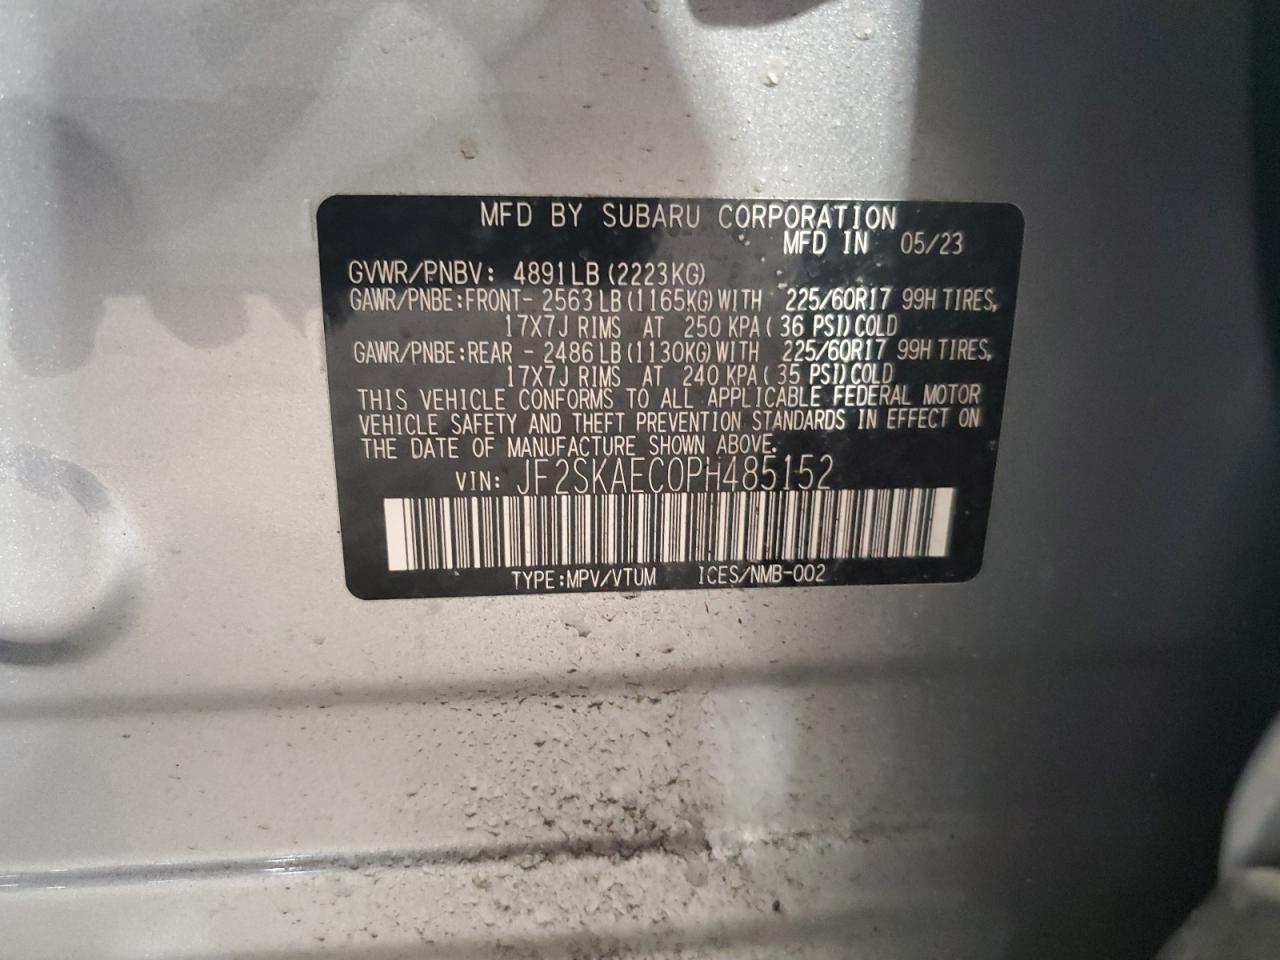 MFD BY SUBARU CORPORATION
MFD IN 05/23
GVWR/PNBV: 4891LB(2223KG)
GAWR/PNBE:FRONT- 2563LB(1165KG)WITH 225/60R17 99H TIRES,
17X7J RIMS AT 250 KPA( 36 PSI)COLD
GAWR/PNBE:REAR - 2486LB(1130KG)WITH 225/60R17 99H TIRES,
17X7J RIMS AT 240 KPA( 35 PSI)COLD
THIS VEHICLE CONFORMS TO ALL APPLICABLE FEDERAL MOTOR
VEHICLE SAFETY AND THEFT PREVENTION STANDARDS IN EFFECT ON
THE DATE OF MANUFACTURE SHOWN ABOVE.
VIN: JF2SKAEC0PH485152
TYPE:MPV/VTUM ICES/NMB-002